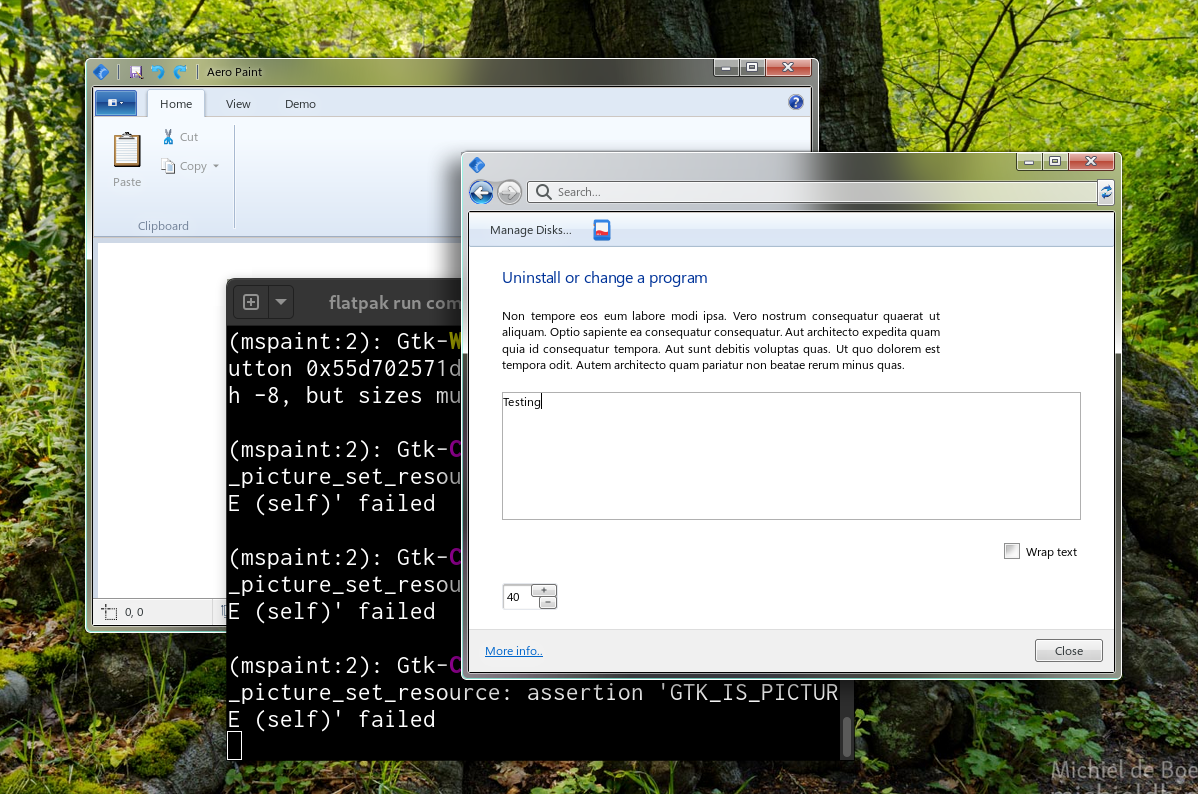 Aero Paint
Home View Demo
Paste
Cut
Copy
Clipboard
0, 0
flatpak run com
(mspaint:2): Gtk-W
utton 0x55d702571d
h -8, but sizes mu
(mspaint:2): Gtk-C
_picture_set_resou
E (self)' failed
(mspaint:2): Gtk-C
_picture_set_resou
E (self)' failed
(mspaint:2): Gtk-C
_picture_set_resource: assertion 'GTK_IS_PICTUR
E (self)' failed
Search...
Manage Disks...
Uninstall or change a program
Non tempore eos eum labore modi ipsa. Vero nostrum consequatur quaerat ut
aliquam. Optio sapiente ea consequatur consequatur. Aut architecto expedita quam
quia id consequatur tempora. Aut sunt debitis voluptas quas. Ut quo dolorem est
tempora odit. Autem architecto quam pariatur non beatae rerum minus quas.
Testing
Wrap text
40
More info..
Close
Michiel de Boe